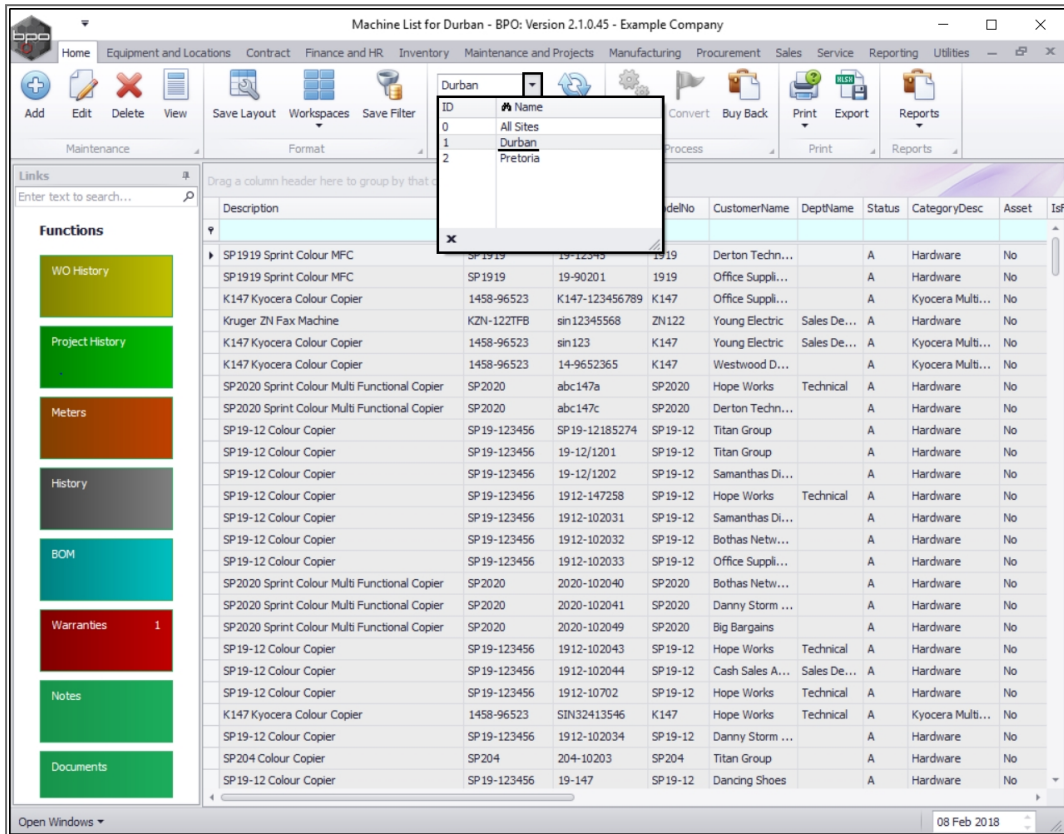 Machine List for Durban - BPO: Version 2.1.0.45 - Example Company
bpo
Home Equipment and Locations Contract Finance and HR Inventory Maintenance and Projects Manufacturing Procurement Sales Service Reporting Utilities
Durban
Add Edit Delete View Save Layout Workspaces Save Filter Convert Buy Back Print Export Reports
Maintenance Format Process Print Reports
ID Name
0 All Sites
1 Durban
2 Pretoria
Links
Enter text to search...
Drag a column header here to group by that
Functions
WO History
Project History
Meters
History
BOM
Warranties 1
Notes
Documents
Description CustomerName DeptName Status CategoryDesc Asset
SP1919 Sprint Colour MFC SP1919 19-12345 1919 Derton Techn... A Hardware No
SP1919 Sprint Colour MFC SP1919 19-90201 1919 Office Suppli... A Hardware No
K147 Kyocera Colour Copier 1458-96523 K147-123456789 K147 Office Suppli... A Kyocera Multi... No
Kruger ZN Fax Machine KZN-122TFB sin12345568 ZN122 Young Electric Sales De... A Hardware No
K147 Kyocera Colour Copier 1458-96523 sin123 K147 Young Electric Sales De... A Kyocera Multi... No
K147 Kyocera Colour Copier 1458-96523 14-9652365 K147 Westwood D... A Kyocera Multi... No
SP2020 Sprint Colour Multi Functional Copier SP2020 abc147a SP2020 Hope Works Technical A Hardware No
SP2020 Sprint Colour Multi Functional Copier SP2020 abc147c SP2020 Derton Techn... A Hardware No
SP19-12 Colour Copier SP19-123456 SP19-12185274 SP19-12 Titan Group A Hardware No
SP19-12 Colour Copier SP19-123456 19-12/1201 SP19-12 Titan Group A Hardware No
SP19-12 Colour Copier SP19-123456 19-12/1202 SP19-12 Samanthas Di... A Hardware No
SP19-12 Colour Copier SP19-123456 1912-147258 SP19-12 Hope Works Technical A Hardware No
SP19-12 Colour Copier SP19-123456 1912-102031 SP19-12 Samanthas Di... A Hardware No
SP19-12 Colour Copier SP19-123456 1912-102032 SP19-12 Bothas Netw... A Hardware No
SP19-12 Colour Copier SP19-123456 1912-102033 SP19-12 Office Suppli... A Hardware No
SP2020 Sprint Colour Multi Functional Copier SP2020 2020-102040 SP2020 Bothas Netw... A Hardware No
SP2020 Sprint Colour Multi Functional Copier SP2020 2020-102041 SP2020 Danny Storm ... A Hardware No
SP2020 Sprint Colour Multi Functional Copier SP2020 2020-102049 SP2020 Big Bargains A Hardware No
SP19-12 Colour Copier SP19-123456 1912-102043 SP19-12 Hope Works Technical A Hardware No
SP19-12 Colour Copier SP19-123456 1912-102044 SP19-12 Cash Sales A... Sales De... A Hardware No
SP19-12 Colour Copier SP19-123456 1912-10702 SP19-12 Hope Works Technical A Hardware No
K147 Kyocera Colour Copier 1458-96523 SIN32413546 K147 Hope Works Technical A Kyocera Multi... No
SP19-12 Colour Copier SP19-123456 1912-102034 SP19-12 Danny Storm ... A Hardware No
SP204 Colour Copier SP204 204-10203 SP204 Titan Group A Hardware No
SP19-12 Colour Copier SP19-123456 19-147 SP19-12 Dancing Shoes A Hardware No
Open Windows 08 Feb 2018